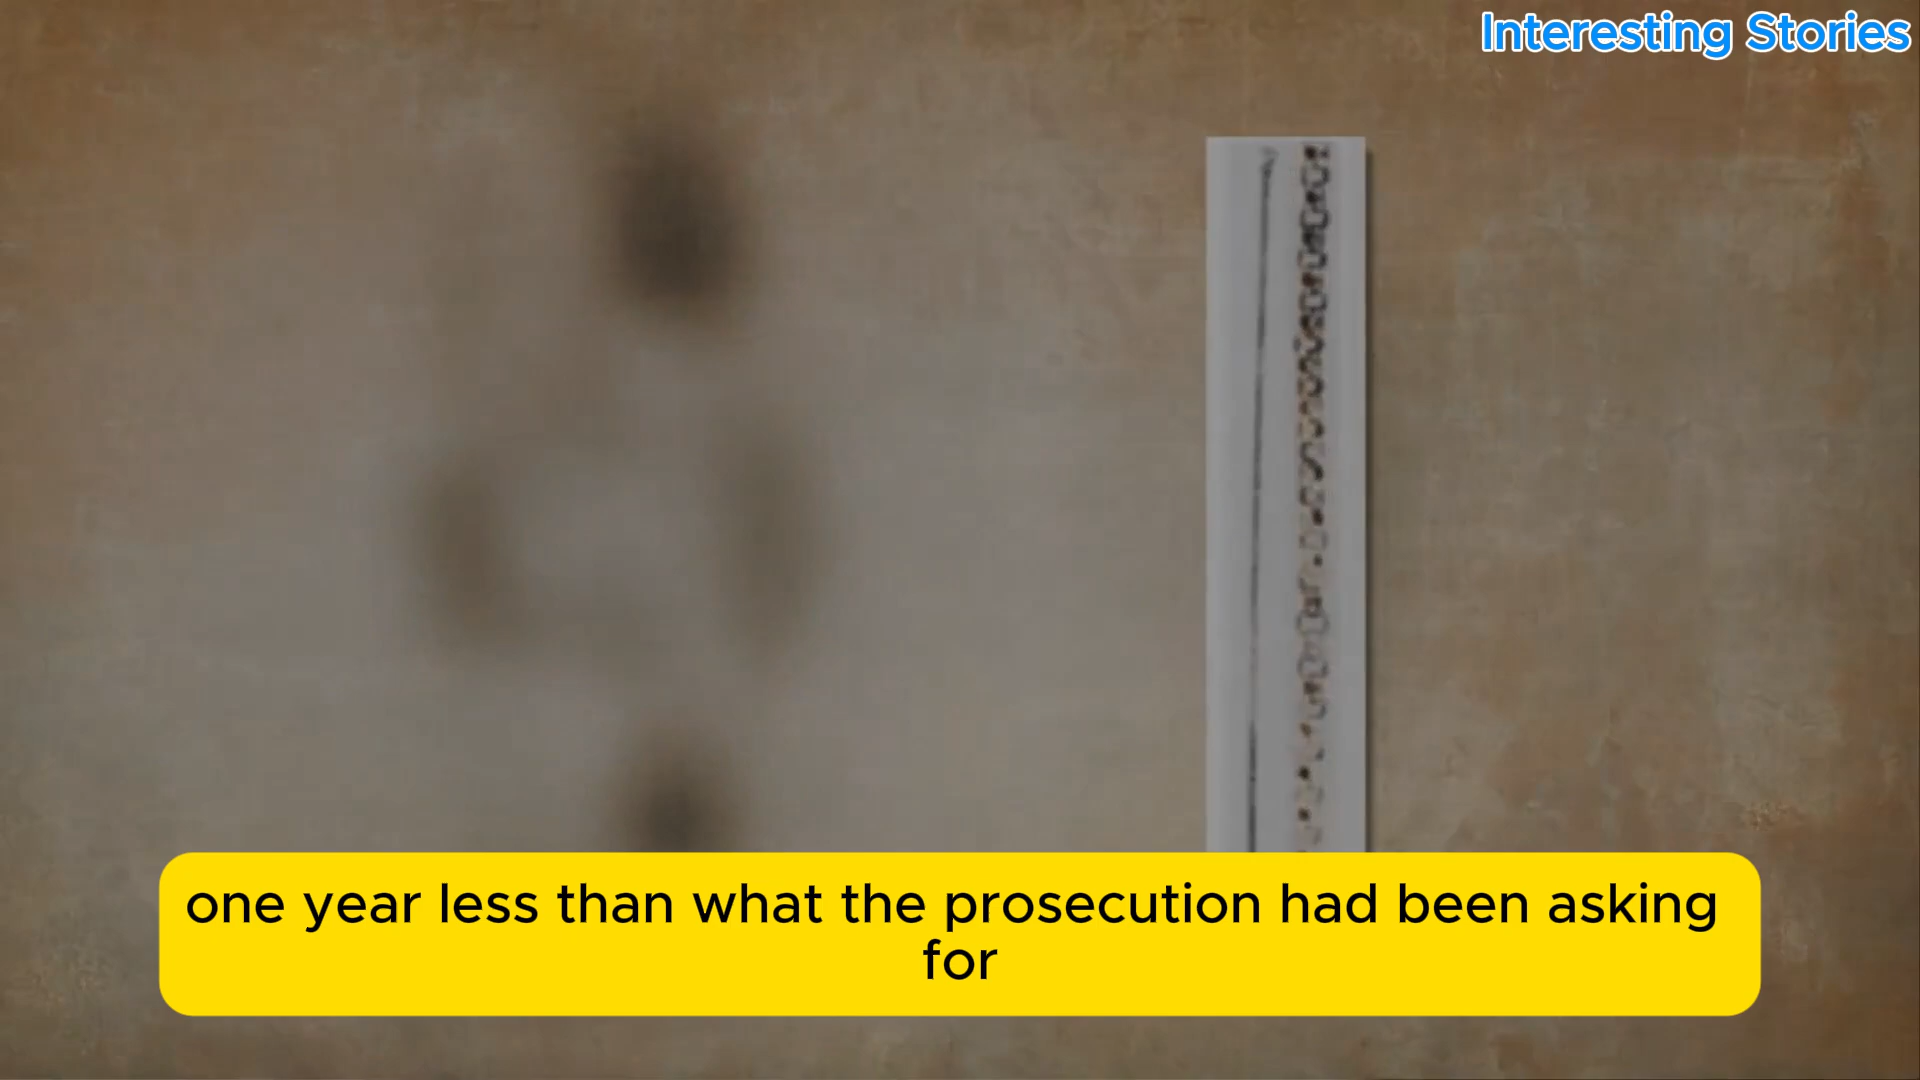 Interesting Stories
one year less than what the prosecution had been asking
for